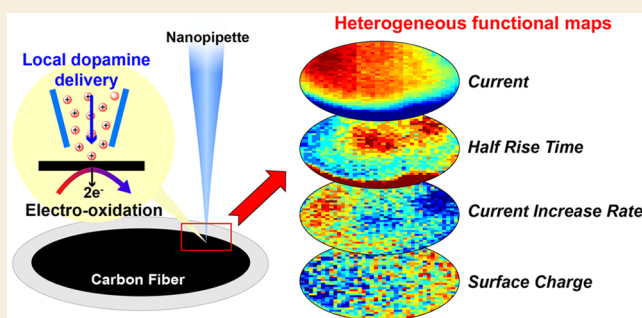 Heterogeneous functional maps
Nanopipette
Local dopamine
delivery
2e-
Electro-oxidation
Carbon Fiber
Current
Half Rise Time
Current Increase Rate
Surface Charge